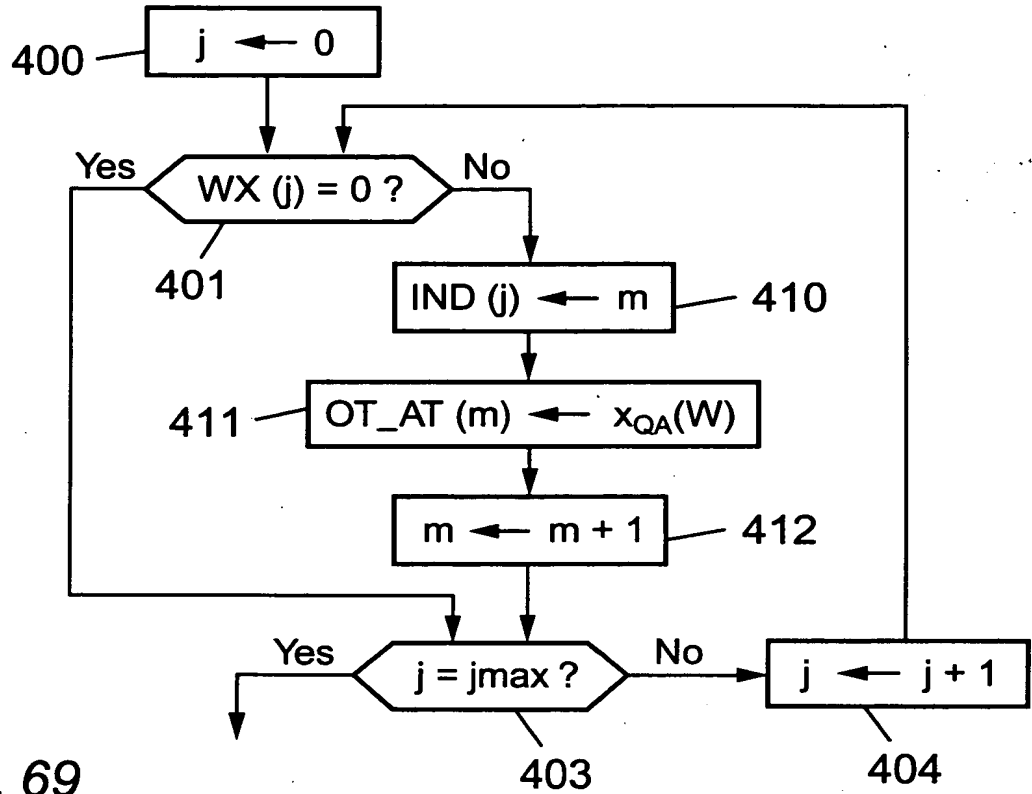 400
j ← 0
Yes
WX (j) = 0 ?
No
401
IND (j) ← m
410
411
OT_AT (m) ← xQA(W)
m ← m + 1
412
Yes
j = jmax ?
No
j ← j + 1
403
404
69